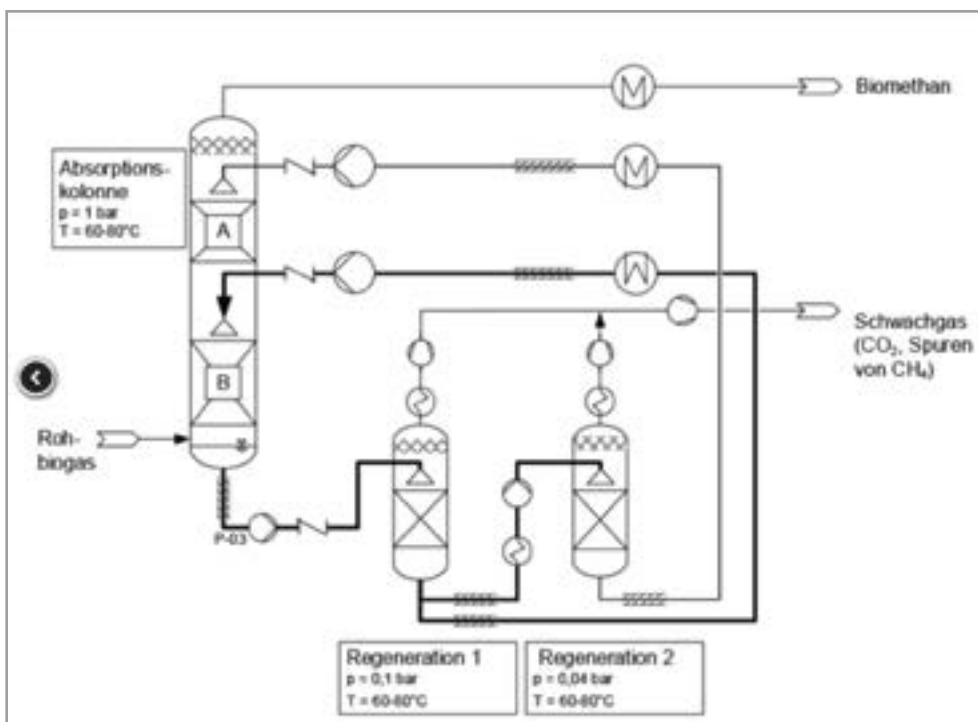 Biomethan
Absorptions-
kolonne
p = 1 bar
T = 60-80°C
A
B
Schwachgas
(CO₂, Spuren
von CH₄)
Roh-
biogas
P-03
Regeneration 1
p = 0,1 bar
T = 60-80°C
Regeneration 2
p = 0,04 bar
T = 60-80°C